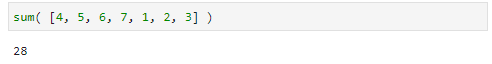 sum( [4, 5, 6, 7, 1, 2, 3] )
28